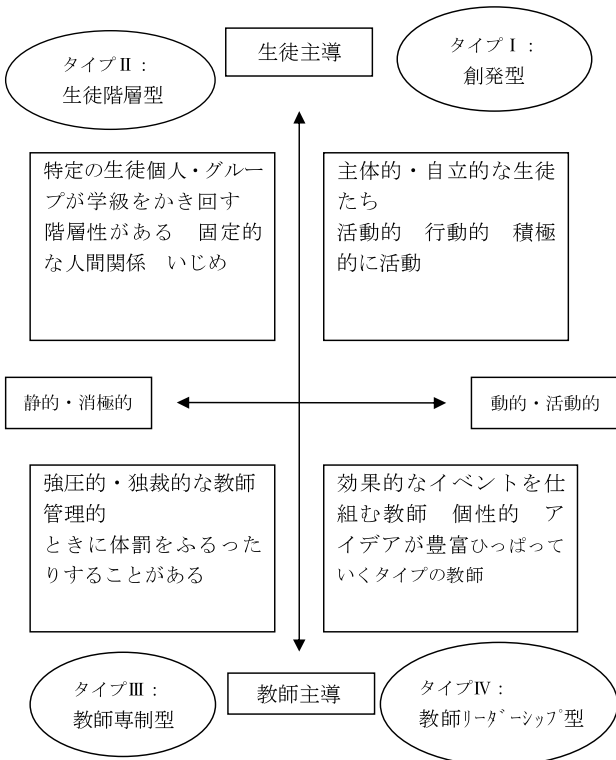 タイプⅡ：
生徒階層型
生徒主導
タイプⅠ：
創発型
特定の生徒個人・グルー
プが学級をかき回す
階層性がある　固定的
な人間関係　いじめ
主体的・自立的な生徒
たち
活動的　行動的　積極
的に活動
静的・消極的
動的・活動的
強圧的・独裁的な教師
管理的
ときに体罰をふるった
りすることがある
効果的なイベントを仕
組む教師　個性的　ア
イデアが豊富ひっぱって
いくタイプの教師
タイプⅢ：
教師専制型
教師主導
タイプⅣ：
教師ﾘｰﾀﾞｰｼｯﾌﾟ型